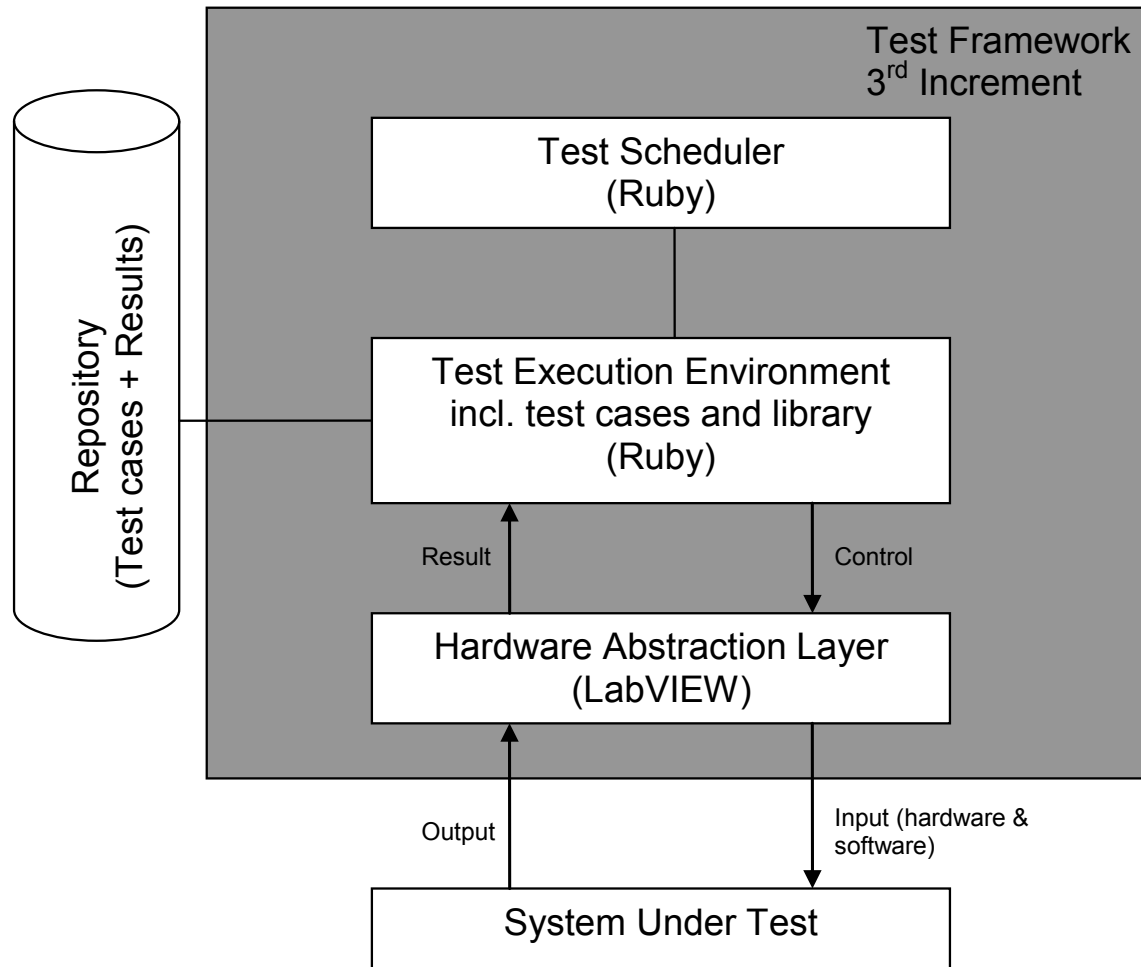 Test Framework
3rd Increment
Test Scheduler
(Ruby)
Repository
(Test cases + Results)
Test Execution Environment
incl. test cases and library
(Ruby)
Result
Control
Hardware Abstraction Layer
(LabVIEW)
Output
Input (hardware &
software)
System Under Test